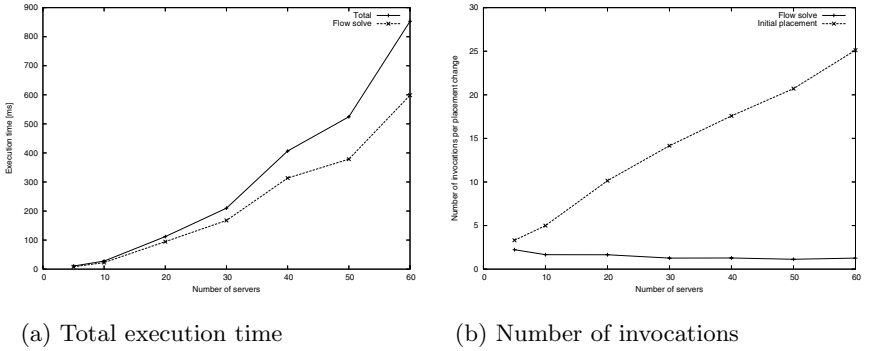 900
800
700
600
500
400
300
200
100
0
Execution time [ms]
Total
Flow solve
0 10 20 30 40 50 60
Number of servers
(a) Total execution time
30
25
20
15
10
5
0
Number of invocations per placement change
Flow solve
Initial placement
0 10 20 30 40 50 60
Number of servers
(b) Number of invocations